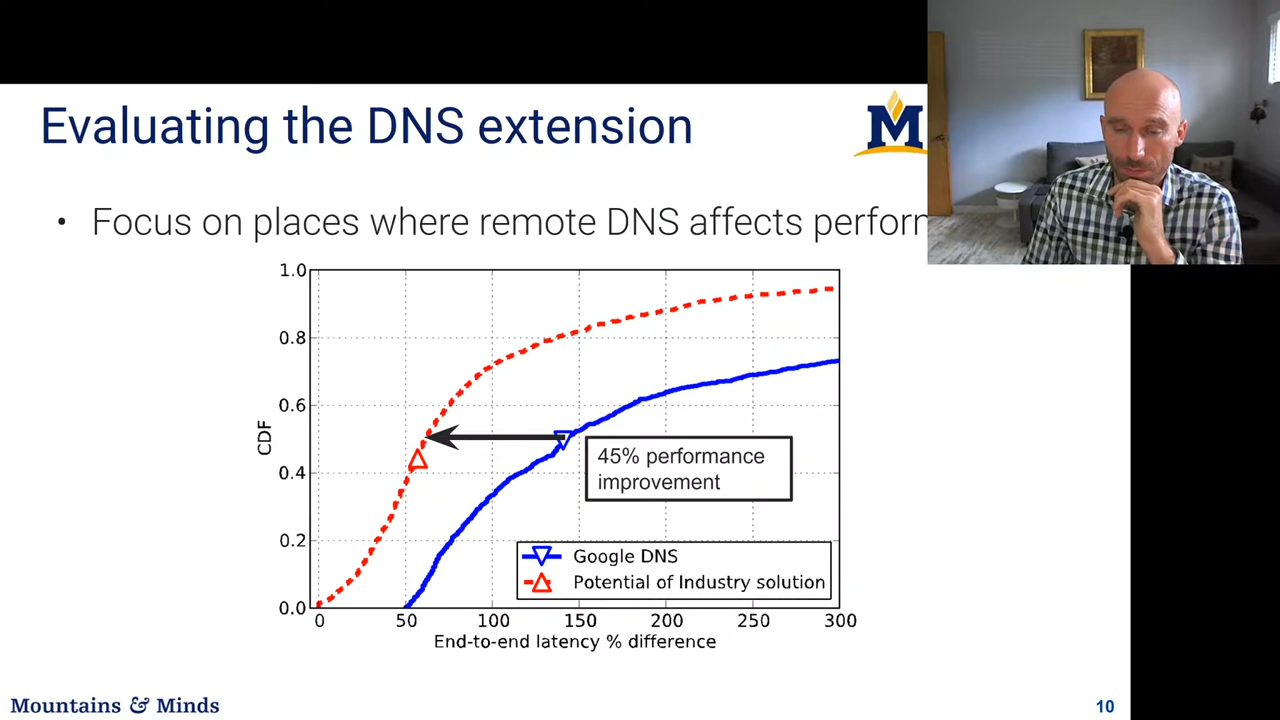 Evaluating the DNS extension
M
• Focus on places where remote DNS affects perform
1.0
0.8
0.6
0.4
0.2
0.0
CDF
45% performance
improvement
Google DNS
Potential of Industry solution
0 50 100 150 200 250 300
End-to-end latency % difference
Mountains & Minds
10